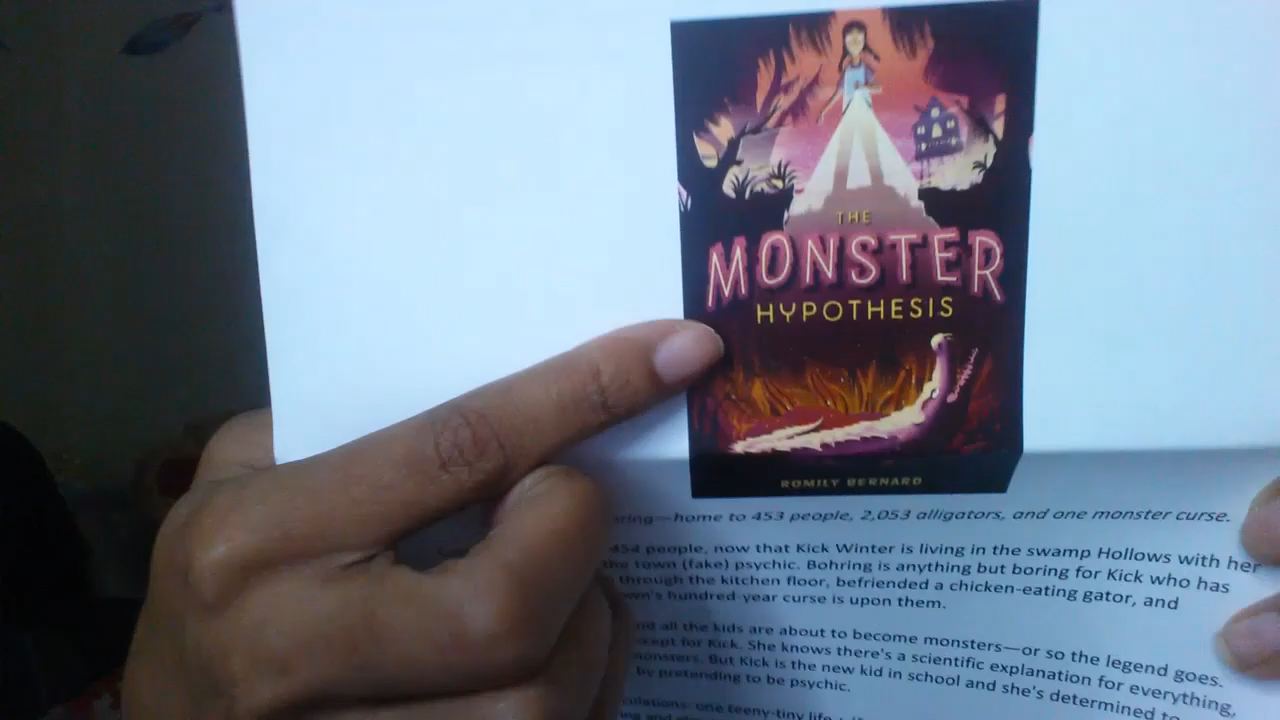 THE
MONSTER
HYPOTHESIS
ROMILY BERNARD
home to 453 people, 2,053 alligators, and one monster curse.
454 people, now that Kick Winter is living in the swamp Hollows with her
the town (fake) psychic. Bohring is anything but boring for Kick who has
through the kitchen floor, befriended a chicken-eating gator, and
hundred-year curse is upon them.
all the kids are about to become monsters—or so the legend goes.
for Kick. She knows there's a scientific explanation for everything,
monsters. But Kick is the new kid in school and she's determined to
by pretending to be psychic.
one teeny-tiny